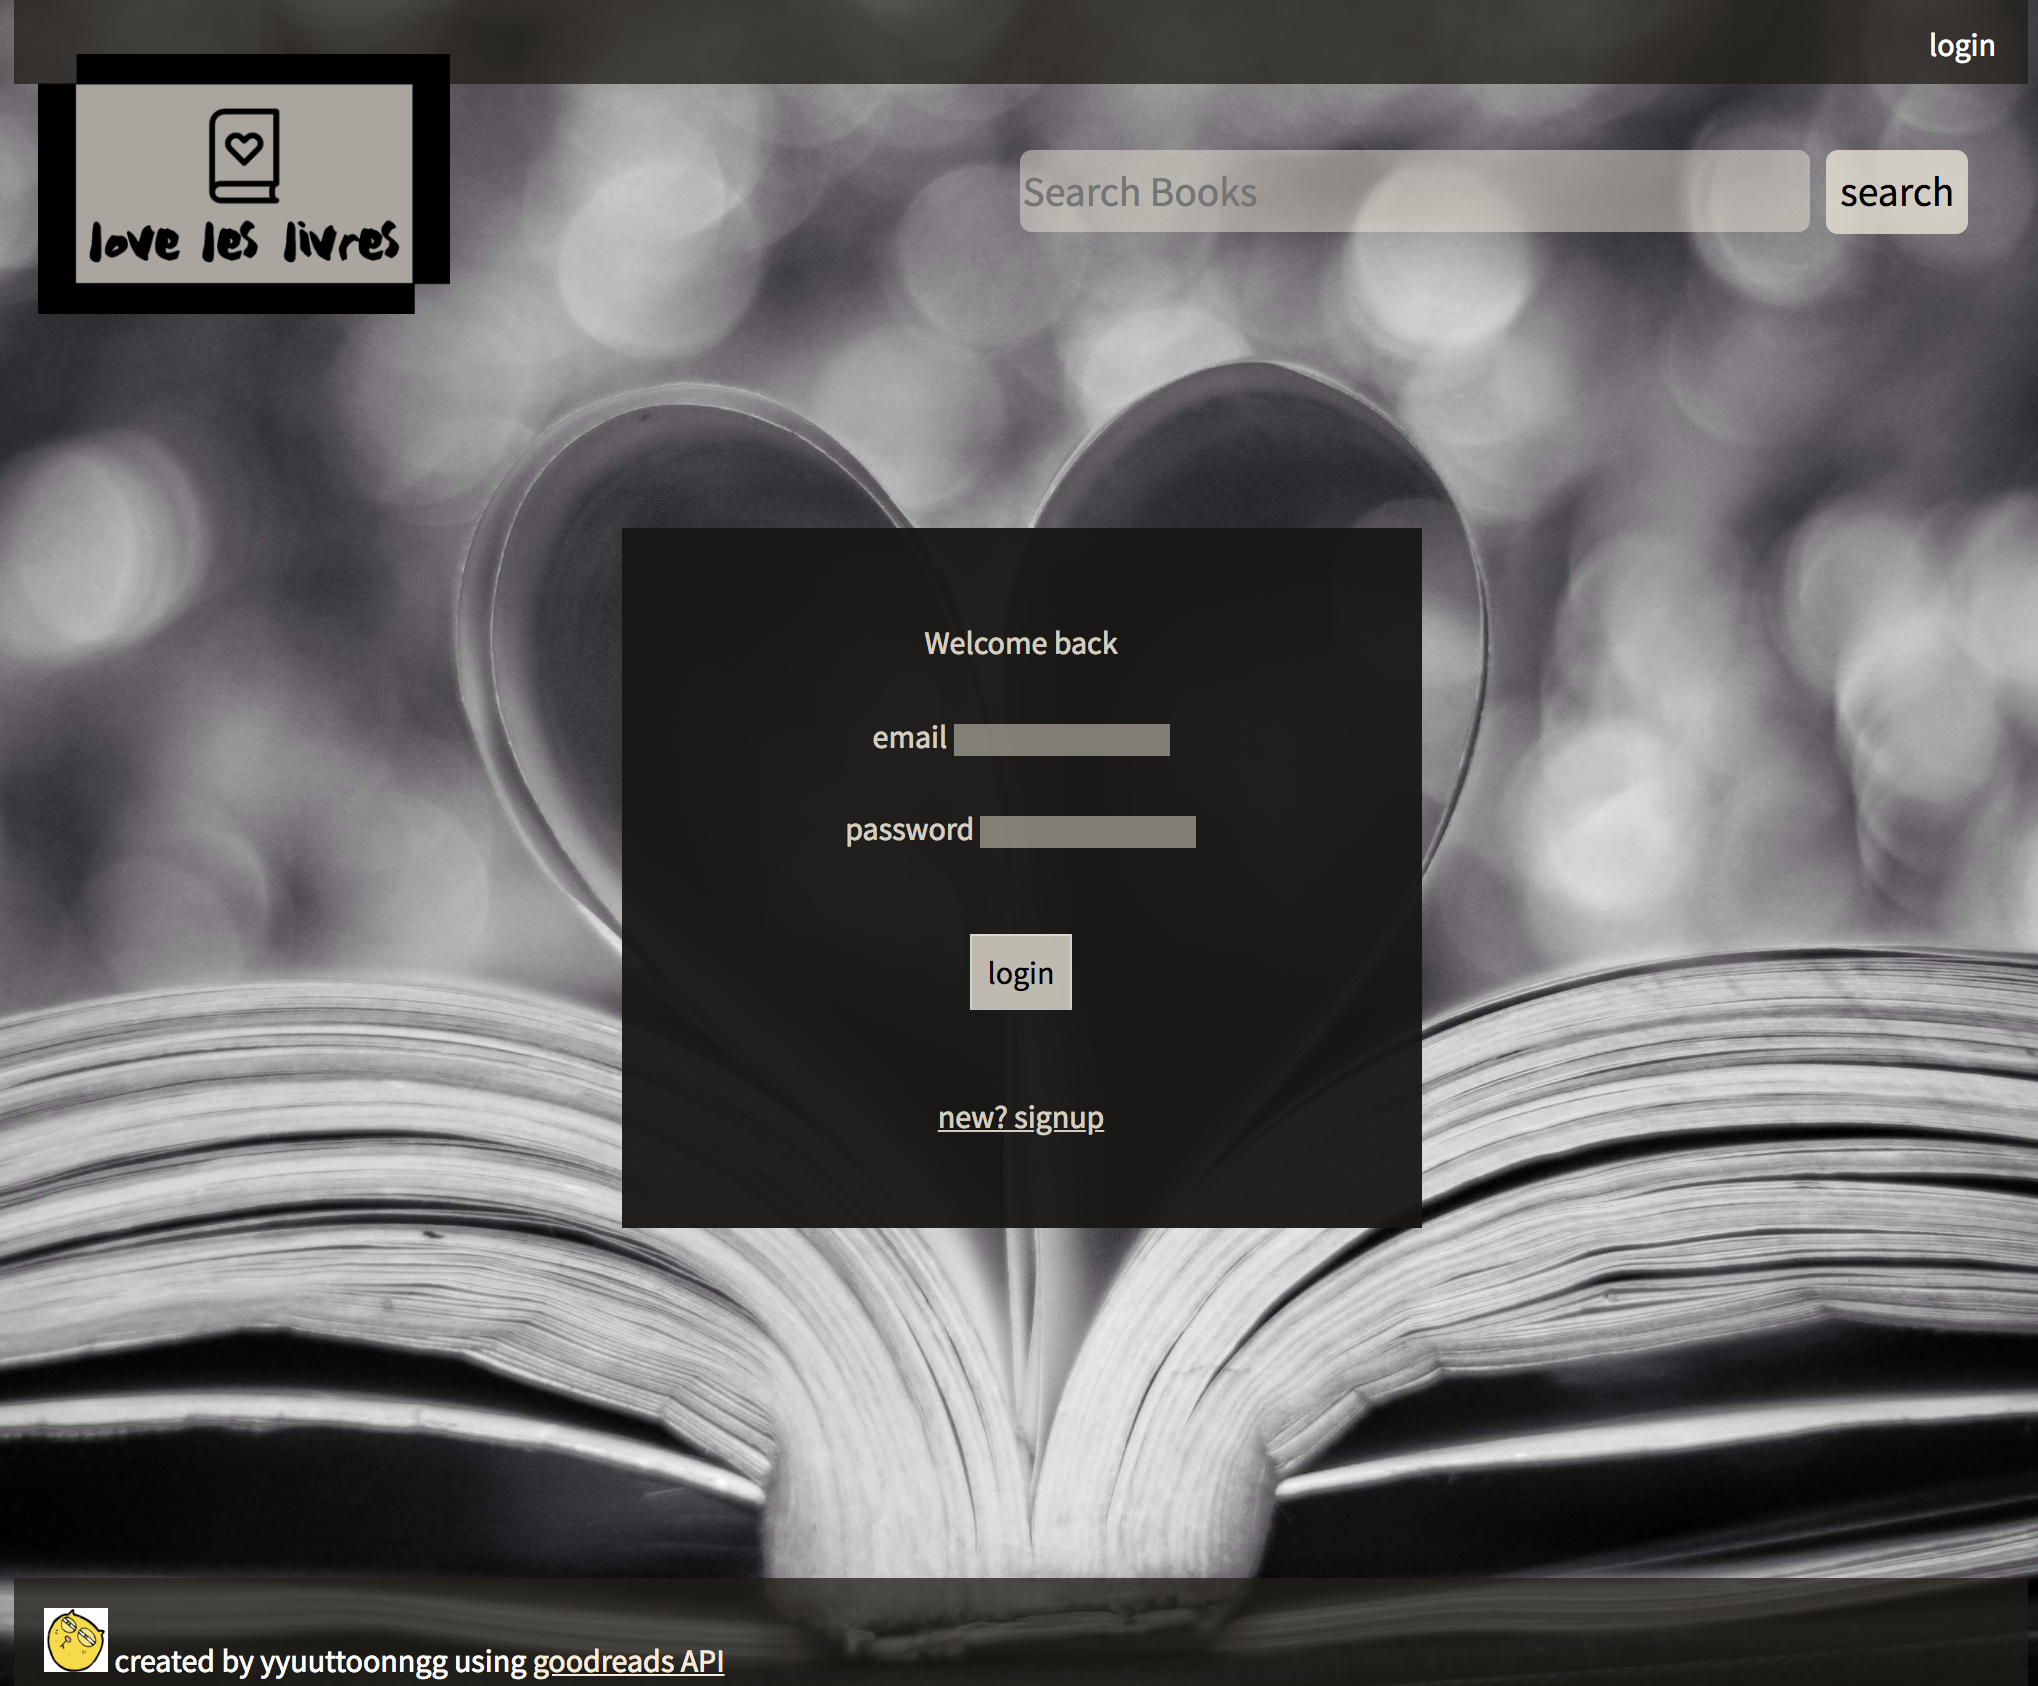 login
love les livres
Search Books
search
Welcome back
email
password
login
new? signup
created by yyuuttoonngg using goodreads API